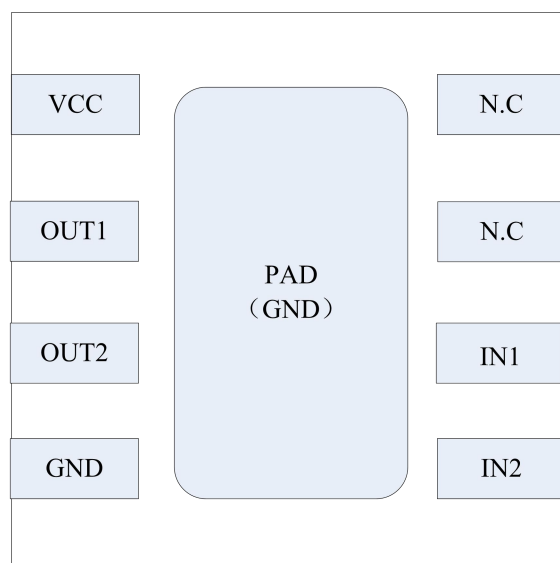 VCC
N.C
OUT1
N.C
PAD
（GND）
OUT2
IN1
GND
IN2